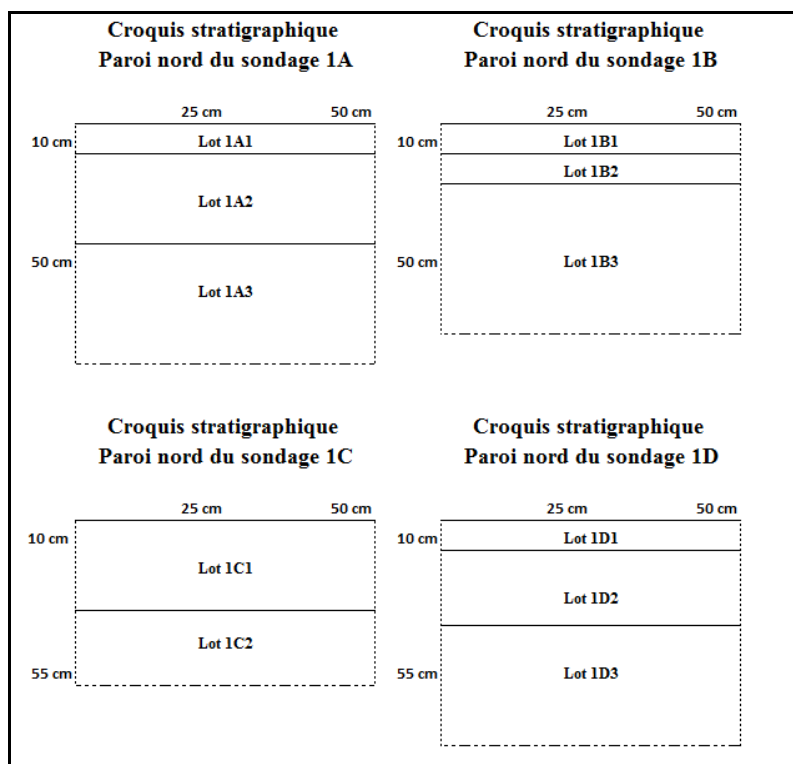 Croquis stratigraphique
Paroi nord du sondage 1A
25 cm 50 cm
10 cm
Lot 1A1
Lot 1A2
50 cm
Lot 1A3
Croquis stratigraphique
Paroi nord du sondage 1B
25 cm 50 cm
10 cm
Lot 1B1
Lot 1B2
50 cm
Lot 1B3
Croquis stratigraphique
Paroi nord du sondage 1C
25 cm 50 cm
10 cm
Lot 1C1
Lot 1C2
55 cm
Croquis stratigraphique
Paroi nord du sondage 1D
25 cm 50 cm
10 cm
Lot 1D1
Lot 1D2
55 cm
Lot 1D3